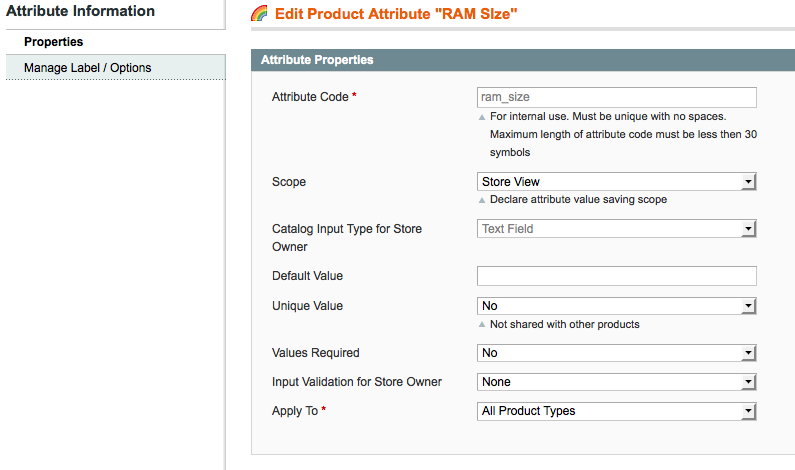 Attribute Information
Properties
Manage Label / Options
Edit Product Attribute "RAM SIze"
Attribute Properties
Attribute Code *
ram_size
For internal use. Must be unique with no spaces.
Maximum length of attribute code must be less then 30
symbols
Scope
Store View
Declare attribute value saving scope
Catalog Input Type for Store
Owner
Text Field
Default Value
Unique Value
No
Not shared with other products
Values Required
No
Input Validation for Store Owner
None
Apply To *
All Product Types